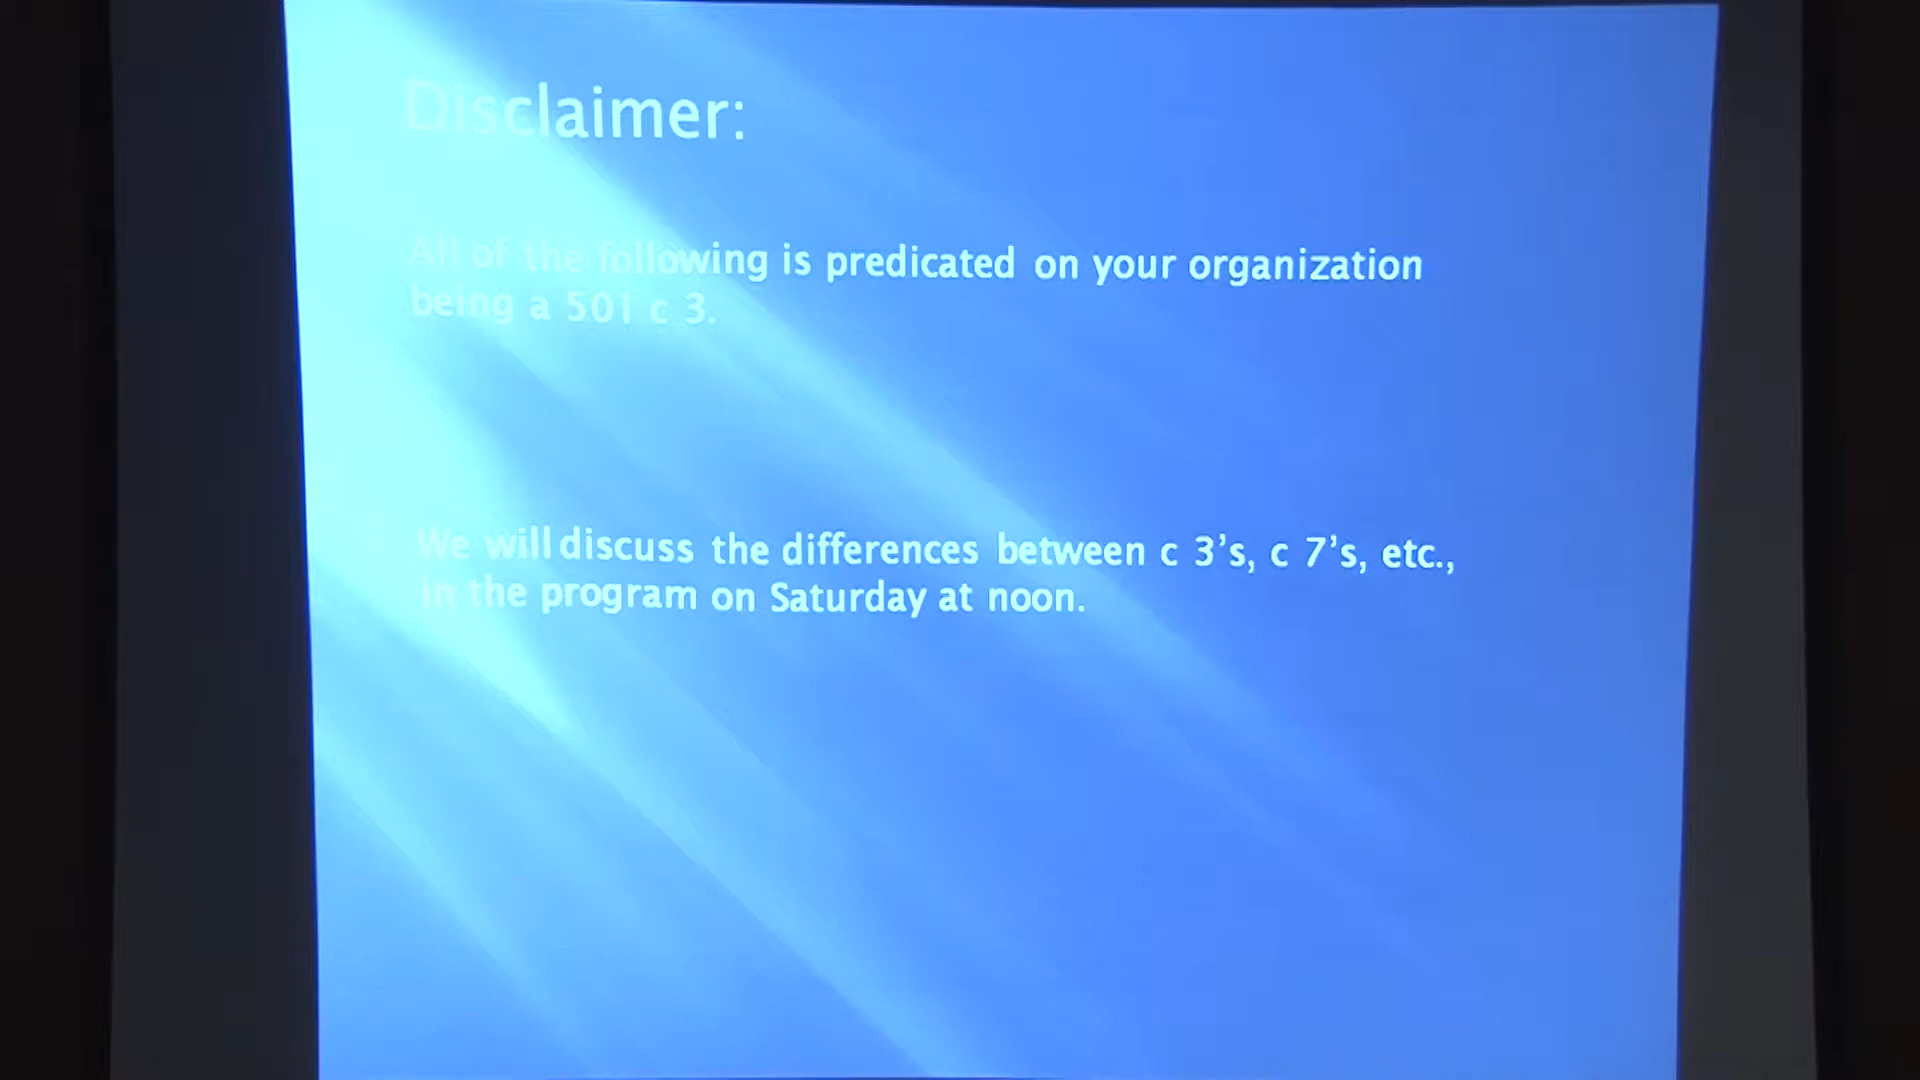 Disclaimer:
All of the following is predicated on your organization
being a 501 c 3.
We will discuss the differences between c 3's, c 7's, etc.,
in the program on Saturday at noon.